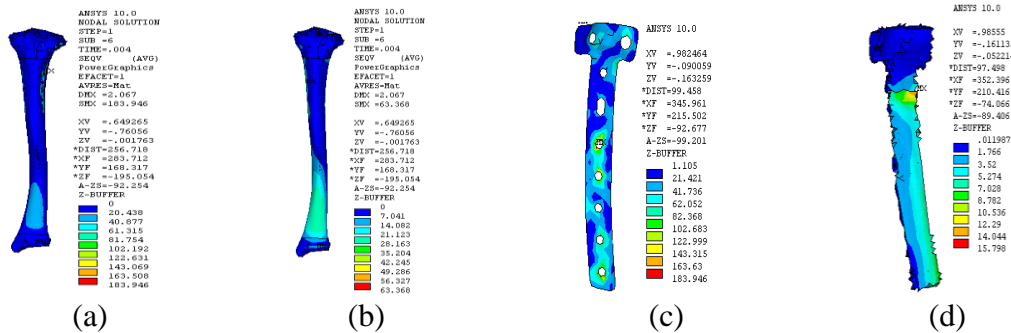 ANSYS 10.0
NODAL SOLUTION
STEP=1
SUB =6
TIME=.004
SEQV (AVG)
PowerGraphics
EFACET=1
AVRES=Mat
DMX =2.067
SMX =183.946
XV =.649265
YV =-.76056
ZV =-.001763
*DIST=256.718
*XF =283.712
*YF =168.317
*ZF =-195.054
A-ZS=-92.254
Z-BUFFER
0
20.438
40.877
61.315
81.754
102.192
122.631
143.069
163.508
183.946
(a)
ANSYS 10.0
NODAL SOLUTION
STEP=1
SUB =6
TIME=.004
SEQV (AVG)
PowerGraphics
EFACET=1
AVRES=Mat
DMX =2.067
SMX =63.368
XV =.649265
YV =-.76056
ZV =-.001763
*DIST=256.718
*XF =283.712
*YF =168.317
*ZF =-195.054
A-ZS=-92.254
Z-BUFFER
0
7.041
14.082
21.123
28.163
35.204
42.245
49.286
56.327
63.368
(b)
ANSYS 10.0
XV =.982464
YV =-.090059
ZV =-.163259
*DIST=99.458
*XF =345.961
*YF =215.502
*ZF =-92.677
A-ZS=-99.201
Z-BUFFER
1.105
21.421
41.736
62.052
82.368
102.683
122.999
143.315
163.63
183.946
(c)
ANSYS 10.0
XV =.98555
YV =-.16113
ZV =-.05221
*DIST=97.498
*XF =352.396
*YF =210.416
*ZF =-74.066
A-ZS=-89.406
Z-BUFFER
.011987
1.766
3.52
5.274
7.028
8.782
10.536
12.29
14.044
15.798
(d)